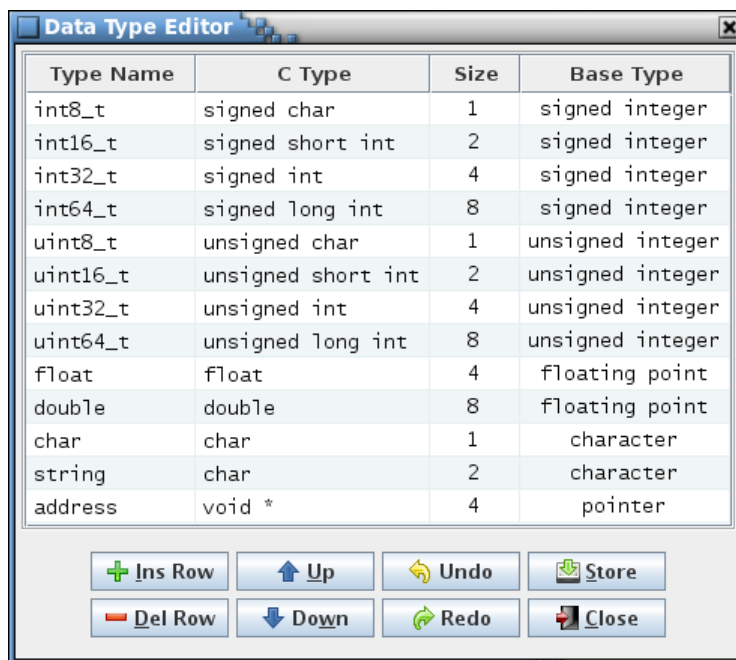 Data Type Editor
Type Name C Type Size Base Type
int8_t signed char 1 signed integer
int16_t signed short int 2 signed integer
int32_t signed int 4 signed integer
int64_t signed long int 8 signed integer
uint8_t unsigned char 1 unsigned integer
uint16_t unsigned short int 2 unsigned integer
uint32_t unsigned int 4 unsigned integer
uint64_t unsigned long int 8 unsigned integer
float float 4 floating point
double double 8 floating point
char char 1 character
string char 2 character
address void * 4 pointer
Ins Row Up Undo Store
Del Row Down Redo Close